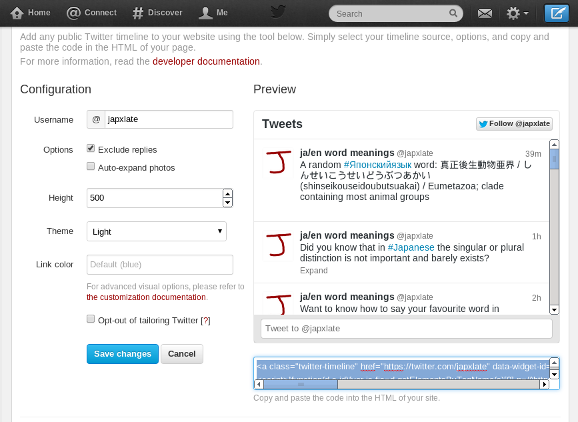 Home @ Connect # Discover Me Search
Add any public Twitter timeline to your website using the tool below. Simply select your timeline source, options, and copy and
paste the code in the HTML of your page.
For more information, read the developer documentation.
Configuration
Username @ japxlate
Options Exclude replies
Auto-expand photos
Height 500
Theme Light
Link color Default (blue)
For advanced visual options, please refer to
the customization documentation.
Opt-out of tailoring Twitter [?]
Save changes Cancel
Preview
Tweets Follow @japxlate
ja/en word meanings @japxlate 39m
A random #Японскийязык word: 真正後生動物亜界 / し
んせいこうせいどうぶつあかい
(shinseikouseidoubutsuakai) / Eumetazoa; clade
containing most animal groups
ja/en word meanings @japxlate 1h
Did you know that in #Japanese the singular or plural
distinction is not important and barely exists?
Expand
ja/en word meanings @japxlate 2h
Want to know how to say your favourite word in
Tweet to @japxlate
<a class="twitter-timeline" href="https://twitter.com/japxlate" data-widget-id=
Copy and paste the code into the HTML of your site.